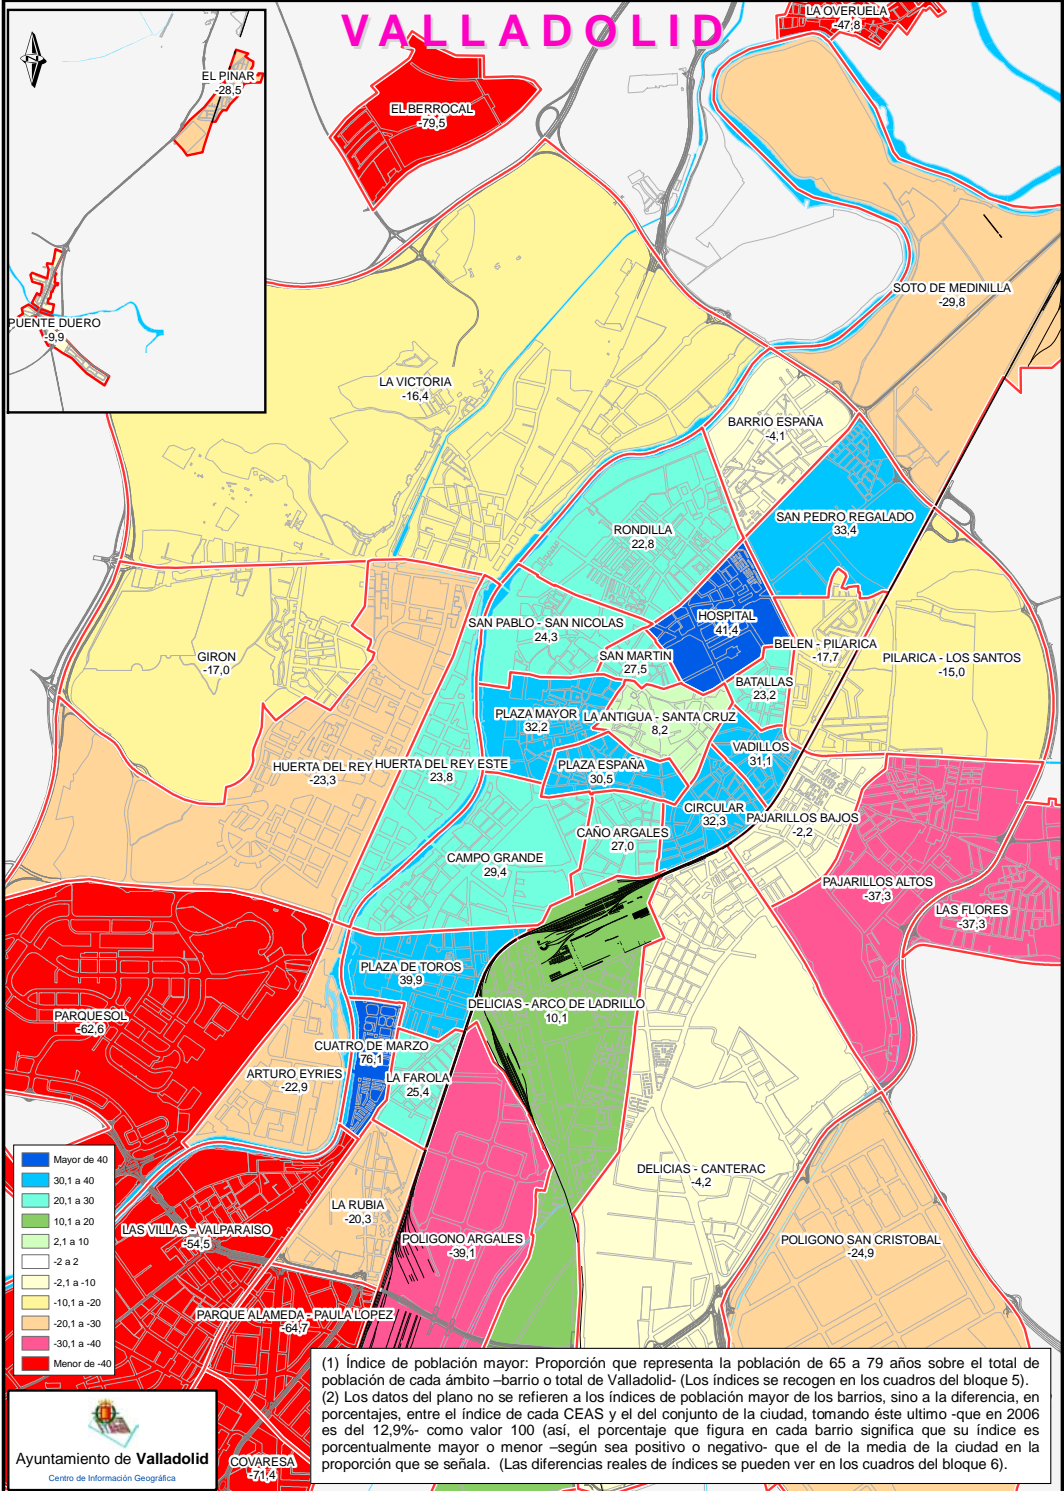 VALLADOLID
LA OVERUELA
-47,8
EL PINAR
-28,5
EL BERROCAL
-79,5
SOTO DE MEDINILLA
-29,8
PUENTE DUERO
-9,9
LA VICTORIA
-16,4
BARRIO ESPAÑA
-4,1
SAN PEDRO REGALADO
33,4
RONDILLA
22,8
HOSPITAL
41,4
SAN PABLO - SAN NICOLAS
24,3
SAN MARTIN
27,5
BELEN - PILARICA
-17,7
PILARICA - LOS SANTOS
-15,0
GIRON
-17,0
BATALLAS
23,2
PLAZA MAYOR
32,2
LA ANTIGUA - SANTA CRUZ
8,2
VADILLOS
31,1
HUERTA DEL REY
-23,3
HUERTA DEL REY ESTE
23,8
PLAZA ESPAÑA
30,5
CIRCULAR
32,3
PAJARILLOS BAJOS
-2,2
CAÑO ARGALES
27,0
CAMPO GRANDE
29,4
PAJARILLOS ALTOS
-37,3
LAS FLORES
-37,3
PLAZA DE TOROS
39,9
DELICIAS - ARCO DE LADRILLO
10,1
PARQUESOL
-62,6
CUATRO DE MARZO
76,1
ARTURO EYRIES
-22,9
LA FAROLA
25,4
DELICIAS - CANTERAC
-4,2
LA RUBIA
-20,3
LAS VILLAS - VALPARAISO
-54,5
POLIGONO ARGALES
-39,1
POLIGONO SAN CRISTOBAL
-24,9
PARQUE ALAMEDA - PAULA LOPEZ
-64,7
COVARESA
-71,4
Mayor de 40
30,1 a 40
20,1 a 30
10,1 a 20
2,1 a 10
-2 a 2
-2,1 a -10
-10,1 a -20
-20,1 a -30
-30,1 a -40
Menor de -40
Ayuntamiento de Valladolid
Centro de Información Geográfica
(1) Índice de población mayor: Proporción que representa la población de 65 a 79 años sobre el total de
población de cada ámbito –barrio o total de Valladolid- (Los índices se recogen en los cuadros del bloque 5).
(2) Los datos del plano no se refieren a los índices de población mayor de los barrios, sino a la diferencia, en
porcentajes, entre el índice de cada CEAS y el del conjunto de la ciudad, tomando éste ultimo -que en 2006
es del 12,9%- como valor 100 (así, el porcentaje que figura en cada barrio significa que su índice es
porcentualmente mayor o menor –según sea positivo o negativo- que el de la media de la ciudad en la
proporción que se señala. (Las diferencias reales de índices se pueden ver en los cuadros del bloque 6).